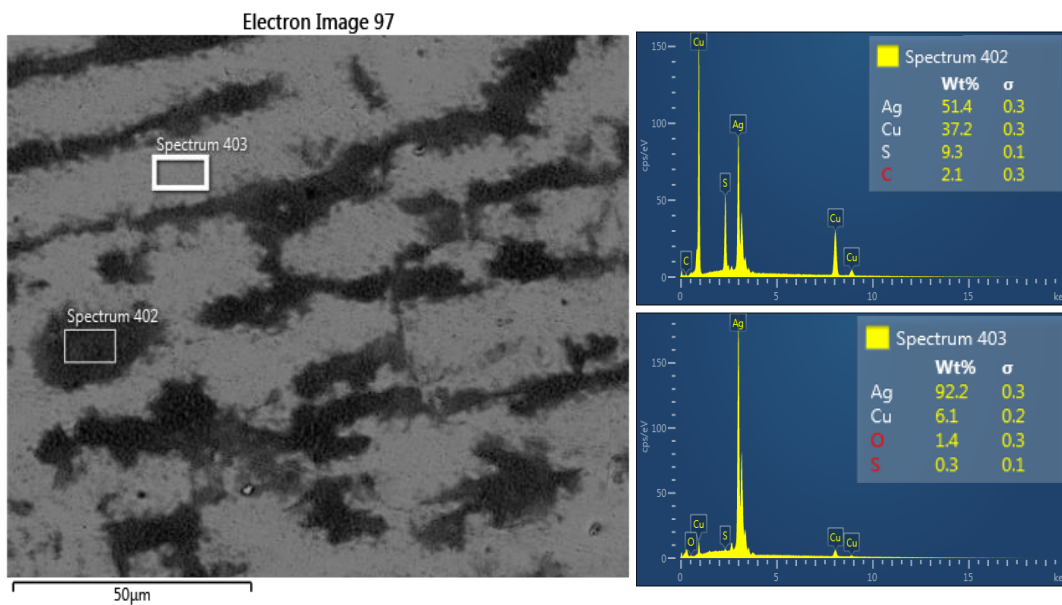 Electron Image 97
Spectrum 403
Spectrum 402
50µm
150
100
50
0
cps/eV
Cu
S
Ag
C
Cu
Cu
0
5
10
15
ke
Spectrum 402
Wt% σ
Ag 51.4 0.3
Cu 37.2 0.3
S 9.3 0.1
C 2.1 0.3
150
100
50
0
cps/eV
Ag
O
Cu
S
Cu
Cu
0
5
10
15
ke
Spectrum 403
Wt% σ
Ag 92.2 0.3
Cu 6.1 0.2
O 1.4 0.3
S 0.3 0.1